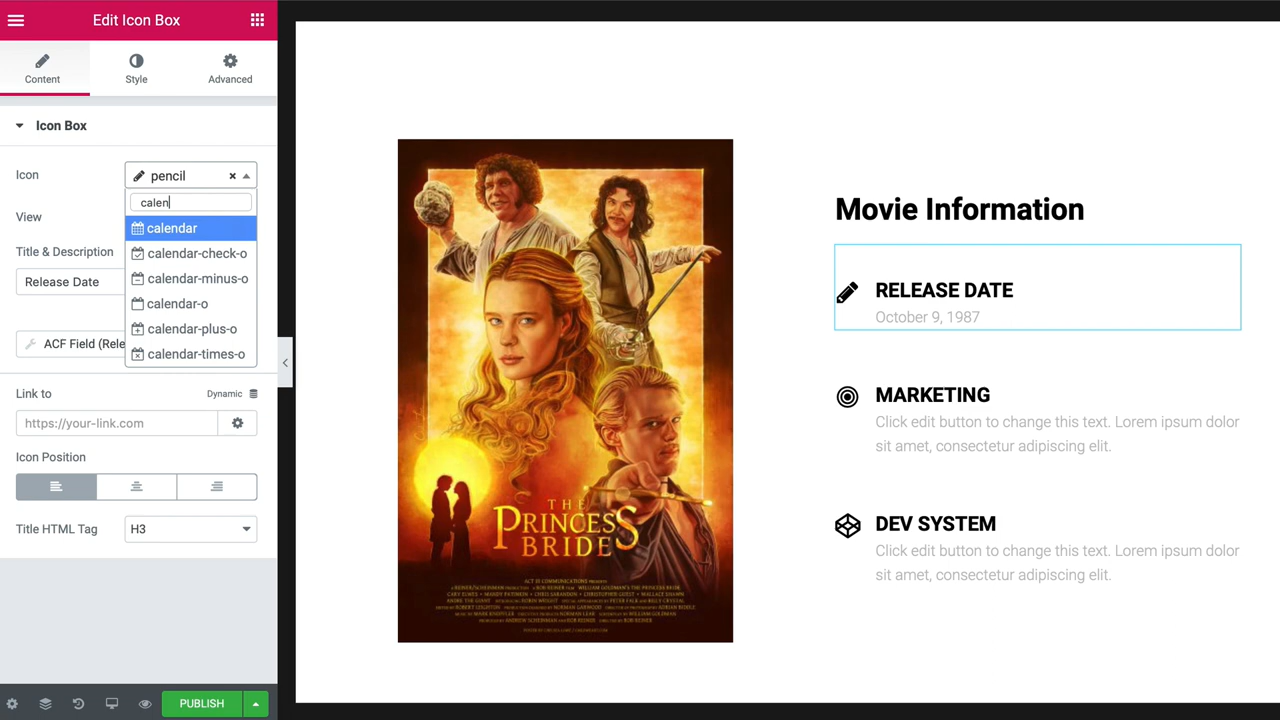 Edit Icon Box
Content
Style
Advanced
Icon Box
Icon
pencil
calen
calendar
View
calendar-check-o
Title & Description
calendar-minus-o
Release Date
calendar-o
calendar-plus-o
ACF Field (Rele
calendar-times-o
Link to
Dynamic
https://your-link.com
Icon Position
Title HTML Tag
H3
PUBLISH
THE
PRINCESS
BRIDE
ACT III COMMUNICATIONS
Movie Information
RELEASE DATE
October 9, 1987
MARKETING
Click edit button to change this text. Lorem ipsum dolor
sit amet, consectetur adipiscing elit.
DEV SYSTEM
Click edit button to change this text. Lorem ipsum dolor
sit amet, consectetur adipiscing elit.